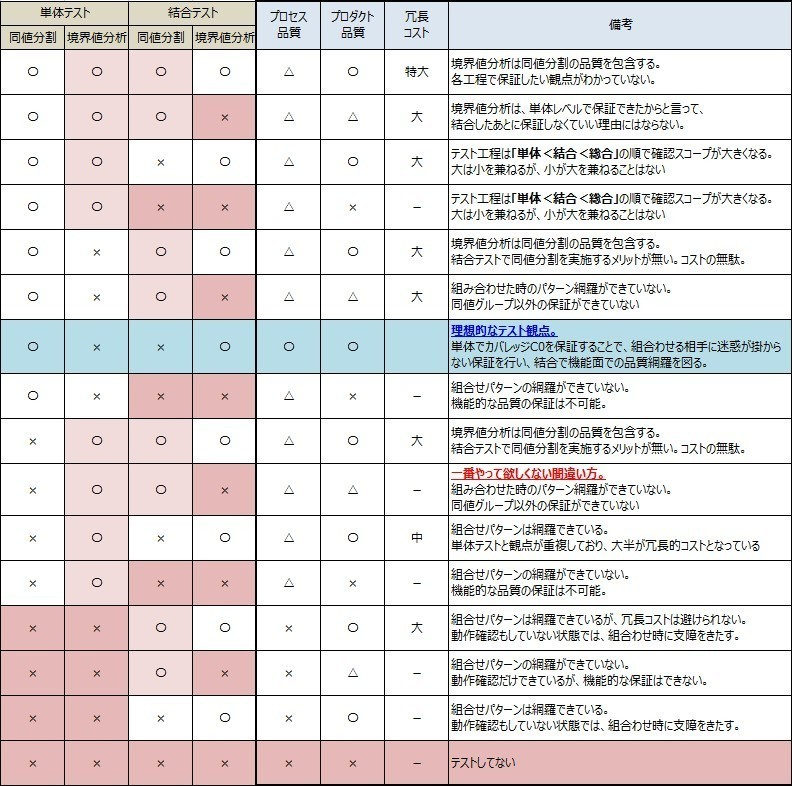 単体テスト 結合テスト プロセス品質 プロダクト品質 冗長コスト 備考
同値分割 境界値分析 同値分割 境界値分析
○ ○ ○ ○ △ ○ 特大 境界値分析は同値分割の品質を包含する。
各工程で保証したい観点がわかっていない。
○ ○ ○ × △ △ 大 境界値分析は、単体レベルで保証できたからと言って、
結合したあとに保証しなくていい理由にはならない。
○ ○ × ○ △ ○ 大 テスト工程は「単体<結合<総合」の順で確認スコープが大きくなる。
大は小を兼ねるが、小が大を兼ねることはない
○ ○ × × △ × － テスト工程は「単体<結合<総合」の順で確認スコープが大きくなる。
大は小を兼ねるが、小が大を兼ねることはない
○ × ○ ○ △ ○ 大 境界値分析は同値分割の品質を包含する。
結合テストで同値分割を実施するメリットが無い。コストの無駄。
○ × ○ × △ △ 大 組み合わせた時のパターン網羅ができていない。
同値グループ以外の保証ができていない
○ × × ○ ○ ○ 理想的なテスト観点。
単体でカバレッジC0を保証することで、組合わせる相手に迷惑が掛から
ない保証を行い、結合で機能面での品質網羅を図る。
○ × × × △ × － 組合せパターンの網羅ができていない。
機能的な品質の保証は不可能。
× ○ ○ ○ △ ○ 大 境界値分析は同値分割の品質を包含する。
結合テストで同値分割を実施するメリットが無い。コストの無駄。
× ○ ○ × △ △ － 一番やって欲しくない間違い方。
組み合わせた時のパターン網羅ができていない。
同値グループ以外の保証ができていない
× ○ × ○ △ ○ 中 組合せパターンは網羅できている。
単体テストと観点が重複しており、大半が冗長的コストとなっている
× ○ × × △ × － 組合せパターンの網羅ができていない。
機能的な品質の保証は不可能。
× × ○ ○ × ○ 大 組合せパターンは網羅できているが、冗長コストは避けられない。
動作確認もしていない状態では、組合わせ時に支障をきたす。
× × ○ × × △ － 組合せパターンの網羅ができていない。
動作確認だけできているが、機能的な保証はできない。
× × × ○ × ○ － 組合せパターンは網羅できている。
動作確認もしていない状態では、組合わせ時に支障をきたす。
× × × × × × － テストしてない